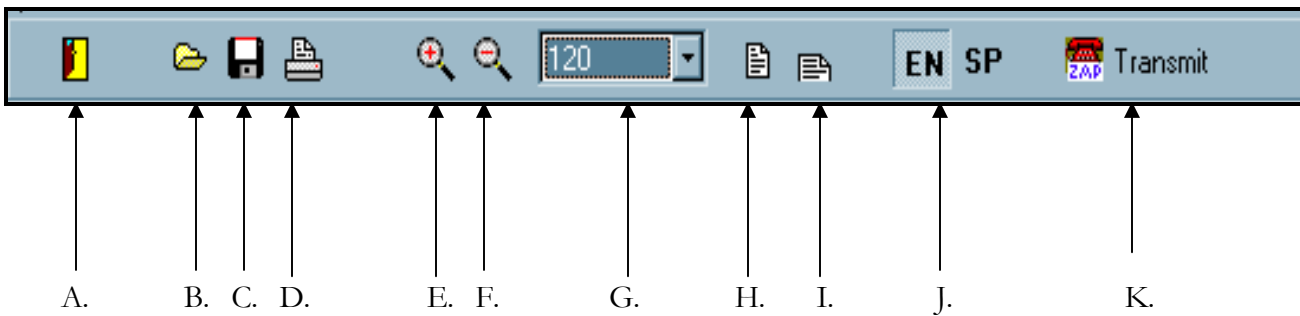 120 EN SP ZAP Transmit
A. B. C. D. E. F. G. H. I. J. K.